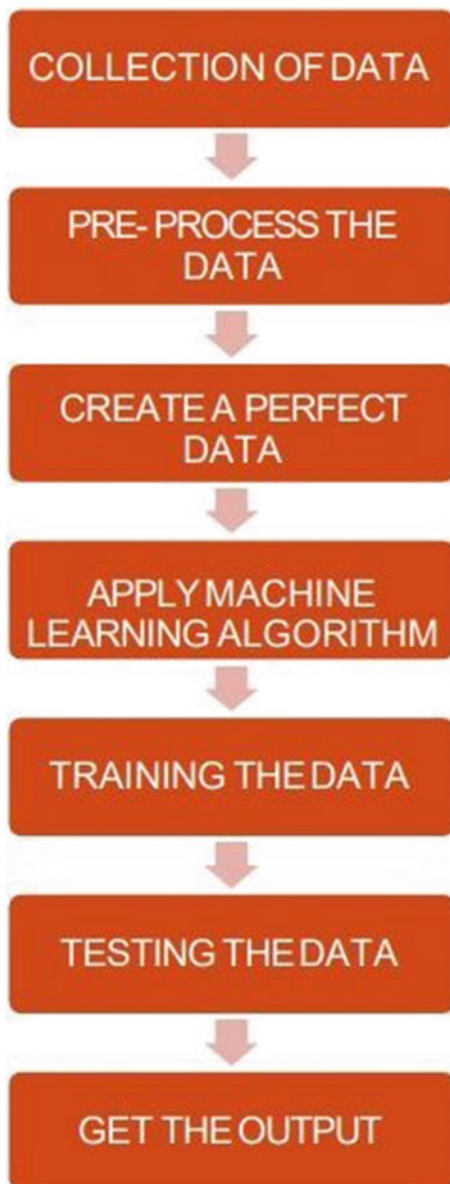 COLLECTION OF DATA
PRE- PROCESS THE
DATA
CREATE A PERFECT
DATA
APPLY MACHINE
LEARNING ALGORITHM
TRAINING THE DATA
TESTING THE DATA
GET THE OUTPUT